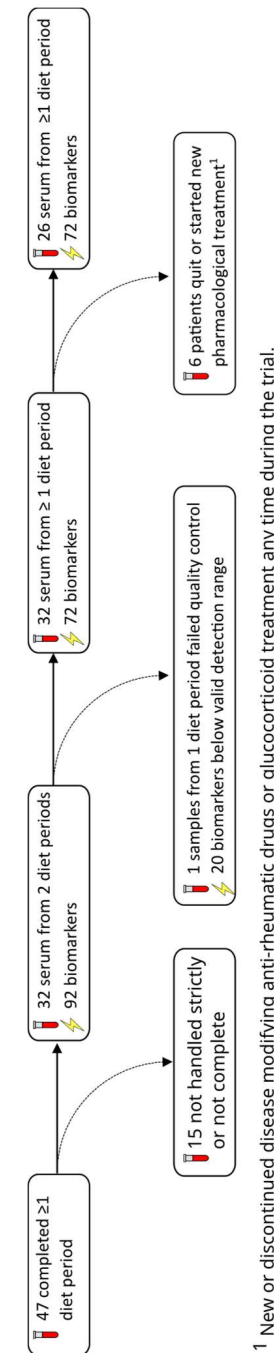 47 completed ≥1
diet period
32 serum from 2 diet periods
92 biomarkers
32 serum from ≥ 1 diet period
72 biomarkers
26 serum from ≥1 diet period
72 biomarkers
15 not handled strictly
or not complete
1 samples from 1 diet period failed quality control
20 biomarkers below valid detection range
6 patients quit or started new
pharmacological treatment¹
¹ New or discontinued disease modifying anti-rheumatic drugs or glucocorticoid treatment any time during the trial.